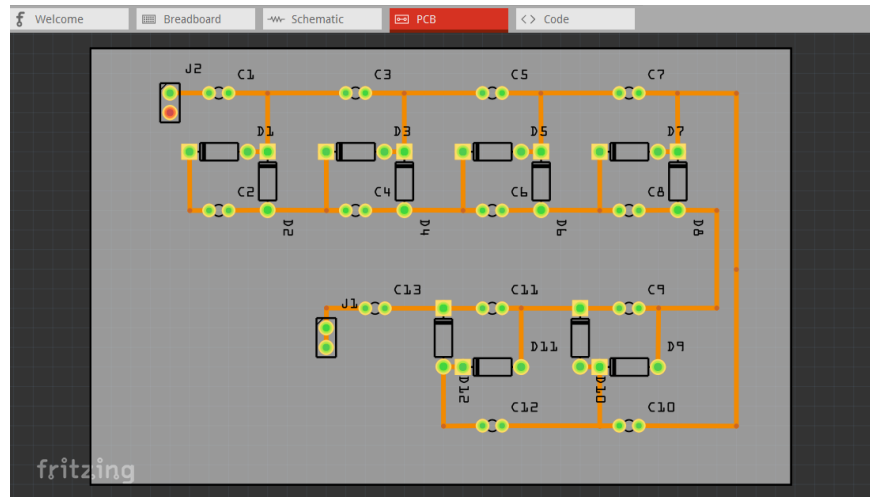 f Welcome Breadboard Schematic PCB <> Code
J2 C1 C3 C5 C7
D1 D3 D5 D7
C2 C4 C6 C8
D2 D4 D6 D8
J1 C13 C11 C9
D11 D9
D12 D10
C12 C10
fritzing